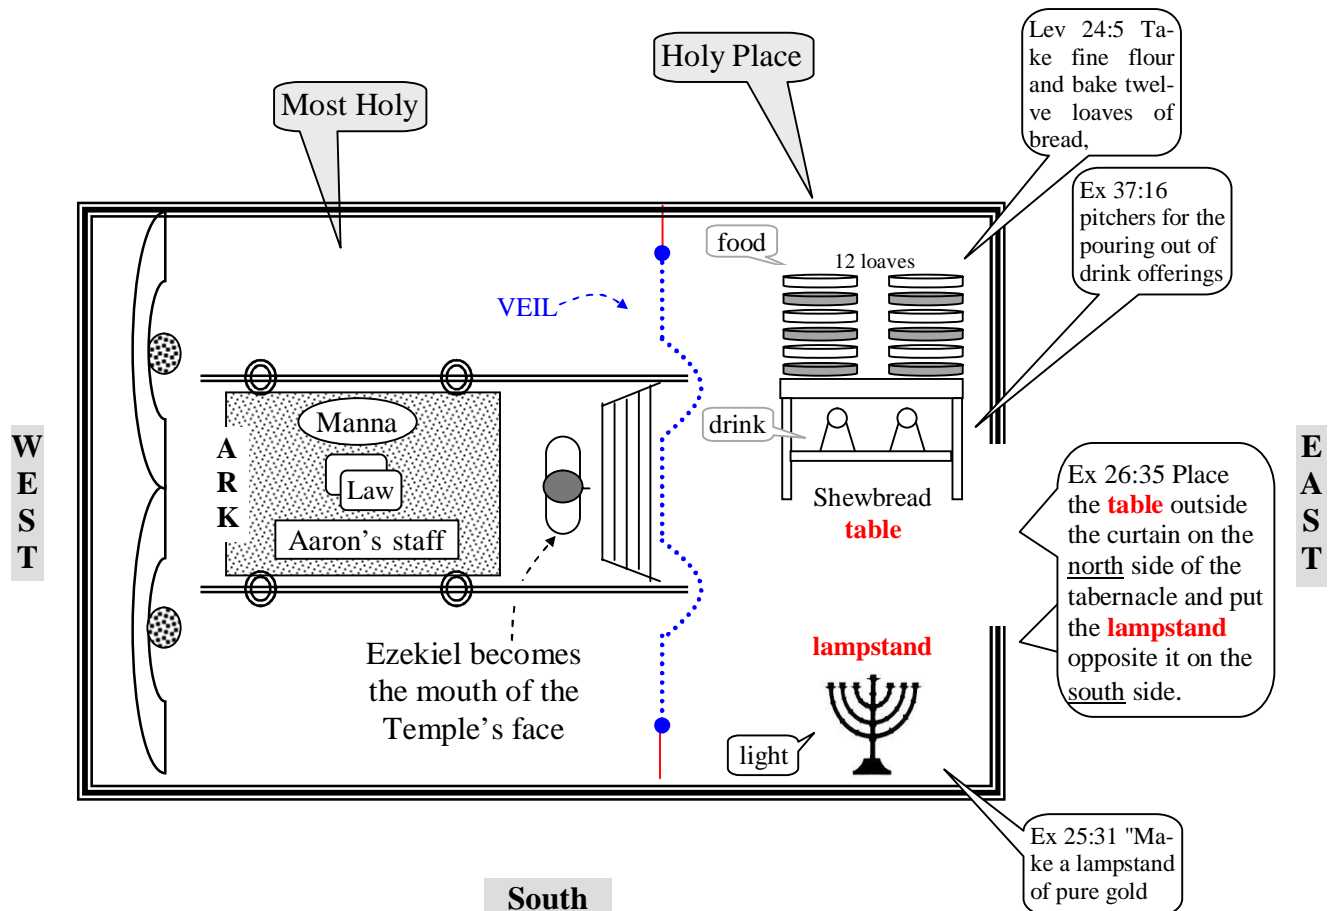 Lev 24:5 Ta-
ke fine flour
and bake twel-
ve loaves of
bread,
Holy Place
Most Holy
Ex 37:16
pitchers for the
pouring out of
drink offerings
food
12 loaves
VEIL
drink
Manna
Law
Aaron's staff
A
R
K
W
E
S
T
E
A
S
T
Shewbread
table
Ex 26:35 Place
the table outside
the curtain on the
north side of the
tabernacle and put
the lampstand
opposite it on the
south side.
Ezekiel becomes
the mouth of the
Temple's face
lampstand
light
Ex 25:31 "Ma-
ke a lampstand
of pure gold
South